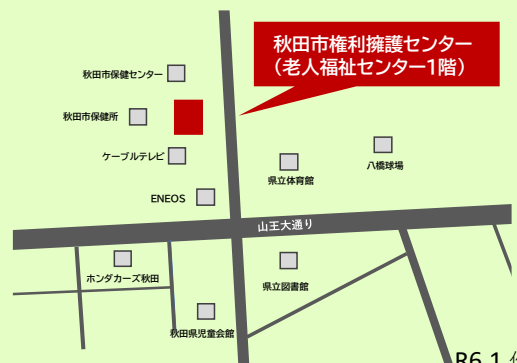 秋田市権利擁護センター
（老人福祉センター1階）
秋田市保健センター
秋田市保健所
ケーブルテレビ
八橋球場
県立体育館
ENEOS
山王大通り
ホンダカーズ秋田
県立図書館
秋田県児童会館
R6.1